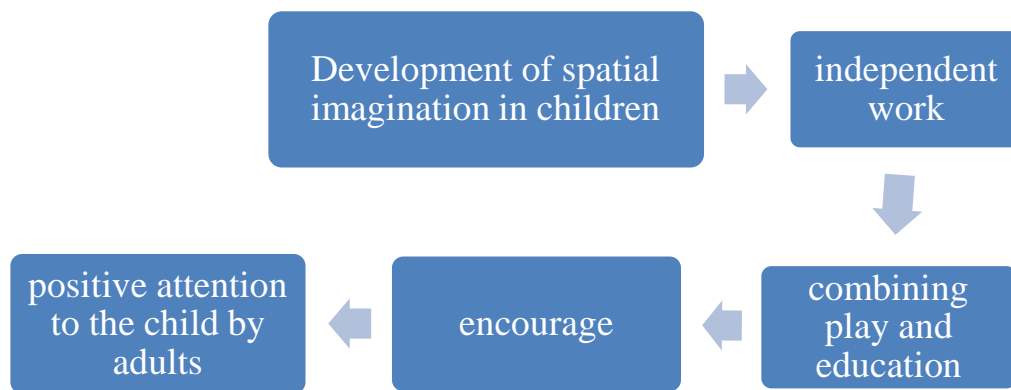 Development of spatial
imagination in children
independent
work
combining
play and
education
encourage
positive attention
to the child by
adults